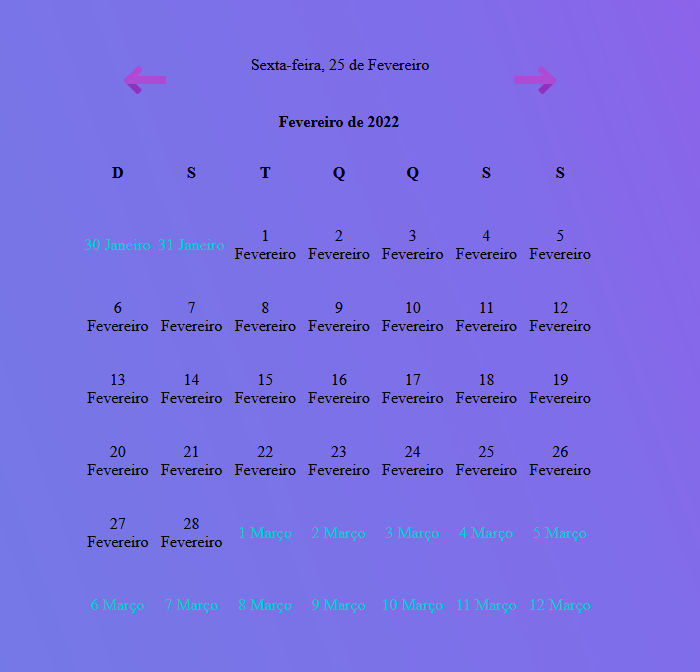 Sexta-feira, 25 de Fevereiro
Fevereiro de 2022
D S T Q Q S S
30 Janeiro 31 Janeiro 1 Fevereiro 2 Fevereiro 3 Fevereiro 4 Fevereiro 5 Fevereiro
6 Fevereiro 7 Fevereiro 8 Fevereiro 9 Fevereiro 10 Fevereiro 11 Fevereiro 12 Fevereiro
13 Fevereiro 14 Fevereiro 15 Fevereiro 16 Fevereiro 17 Fevereiro 18 Fevereiro 19 Fevereiro
20 Fevereiro 21 Fevereiro 22 Fevereiro 23 Fevereiro 24 Fevereiro 25 Fevereiro 26 Fevereiro
27 Fevereiro 28 Fevereiro 1 Março 2 Março 3 Março 4 Março 5 Março
6 Março 7 Março 8 Março 9 Março 10 Março 11 Março 12 Março